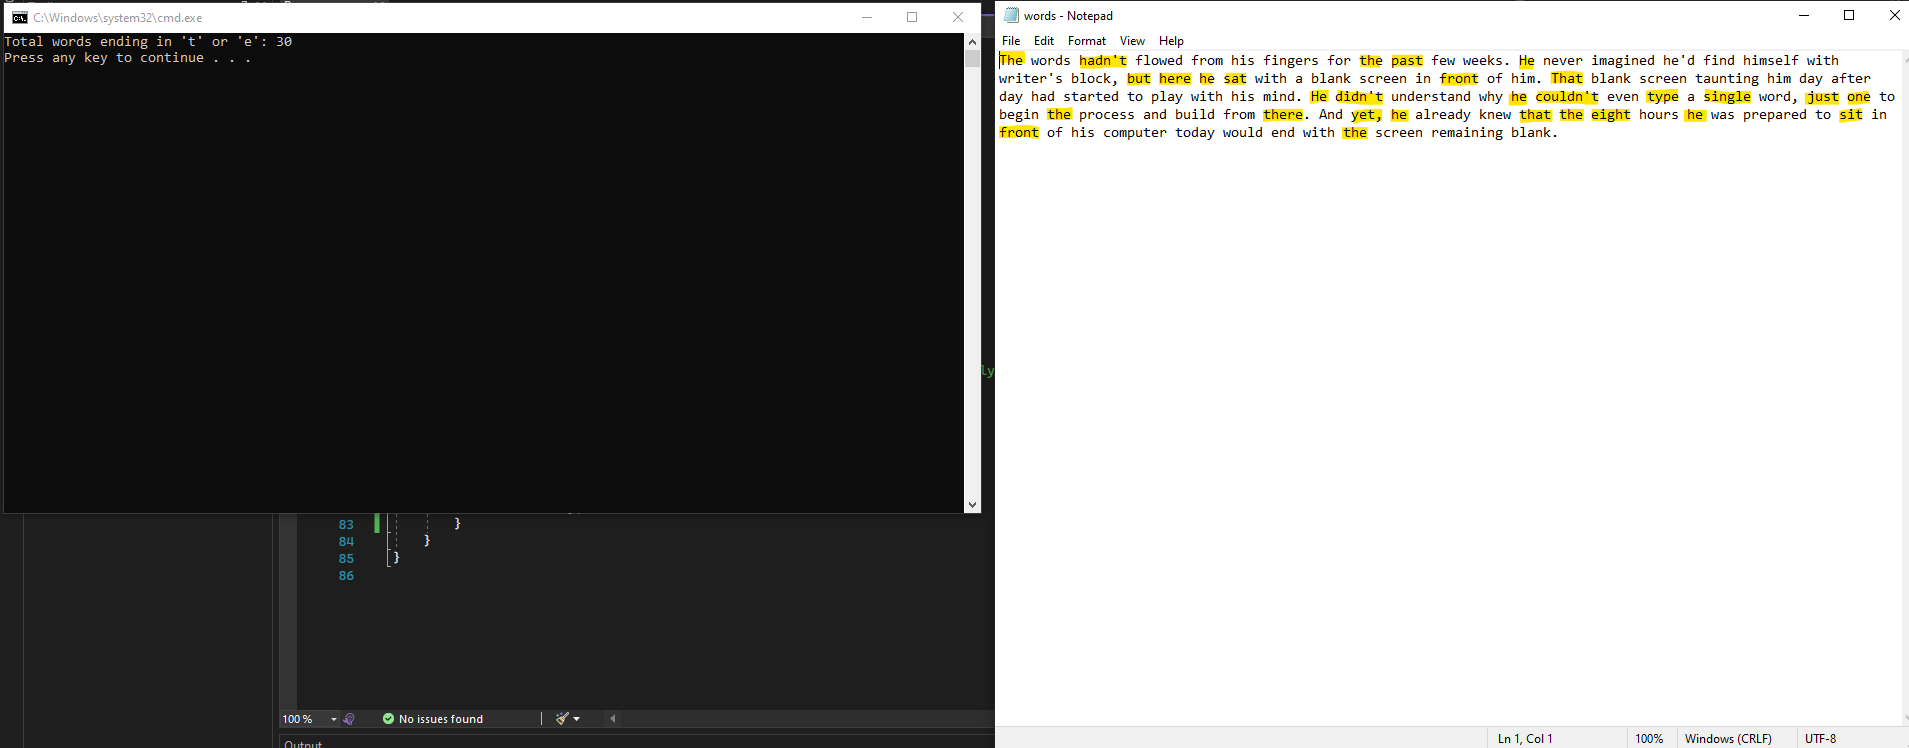 C:\Windows\system32\cmd.exe
Total words ending in 't' or 'e': 30
Press any key to continue . . .
words - Notepad
File Edit Format View Help
The words hadn't flowed from his fingers for the past few weeks. He never imagined he'd find himself with
writer's block, but here he sat with a blank screen in front of him. That blank screen taunting him day after
day had started to play with his mind. He didn't understand why he couldn't even type a single word, just one to
begin the process and build from there. And yet, he already knew that the eight hours he was prepared to sit in
front of his computer today would end with the screen remaining blank.
ly
83 }
84 }
85 }
86
100 % No issues found
Output
Ln 1, Col 1 100% Windows (CRLF) UTF-8